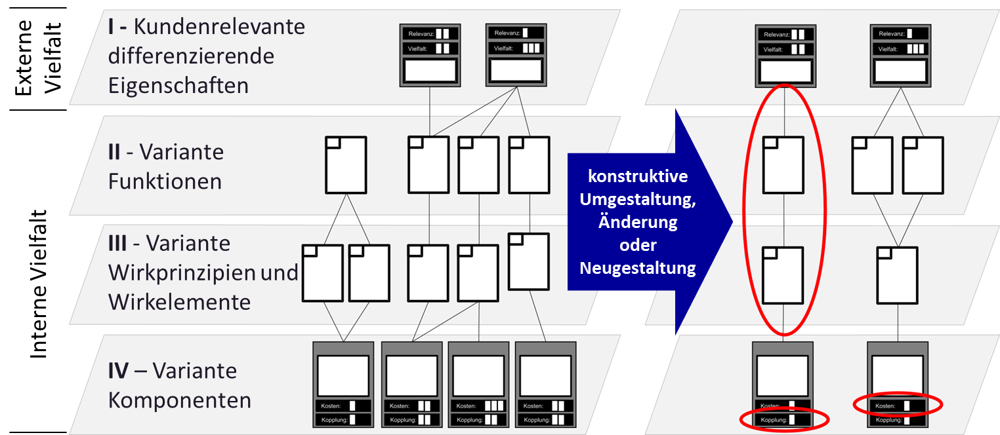 Externe
Vielfalt
I - Kundenrelevante
differenzierende
Eigenschaften
Relevanz:
Vielfalt:
Relevanz:
Vielfalt:
Relevanz:
Vielfalt:
Relevanz:
Vielfalt:
Interne Vielfalt
II - Variante
Funktionen
III - Variante
Wirkprinzipien und
Wirkelemente
konstruktive
Umgestaltung,
Änderung
oder
Neugestaltung
IV – Variante
Komponenten
Kosten:
Kopplung:
Kosten:
Kopplung:
Kosten:
Kopplung:
Kosten:
Kopplung:
Kosten:
Kopplung:
Kosten:
Kopplung: